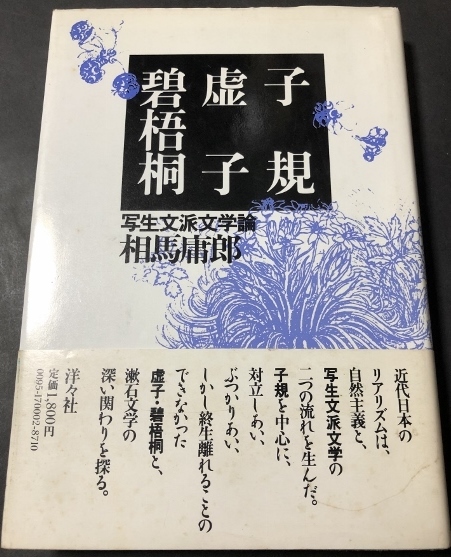 子規
虚子
碧梧桐
写生文派文学論
相馬庸郎
近代日本の
リアリズムは、
自然主義と、
写生文派文学の
二つの流れを生んだ。
子規を中心に、
対立しあい、
ぶつかりあい、
しかし終生離れることの
できなかった
虚子・碧梧桐と、
漱石文学の
深い関わりを探る。
洋々社
定価1,800円
0095-170002-8710